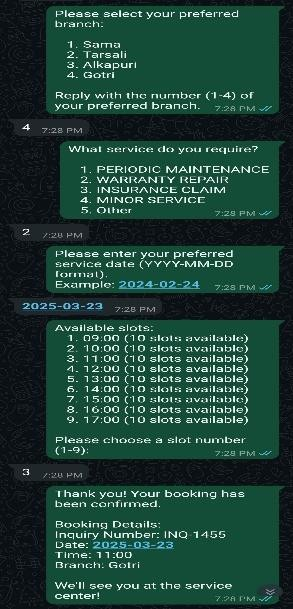 Please select your preferred
branch:
1. Sama
2. Tarsali
3. Alkapuri
4. Gotri
Reply with the number (1-4) of
your preferred branch. 7:28 PM
4 7:28 PM
What service do you require?
1. PERIODIC MAINTENANCE
2. WARRANTY REPAIR
3. INSURANCE CLAIM
4. MINOR SERVICE
5. Other 7:28 PM
2 7:28 PM
Please enter your preferred
service date (YYYY-MM-DD
format).
Example: 2024-02-24 7:28 PM
2025-03-23 7:28 PM
Available slots:
1. 09:00 (10 slots available)
2. 10:00 (10 slots available)
3. 11:00 (10 slots available)
4. 12:00 (10 slots available)
5. 13:00 (10 slots available)
6. 14:00 (10 slots available)
7. 15:00 (10 slots available)
8. 16:00 (10 slots available)
9. 17:00 (10 slots available)
Please choose a slot number
(1-9): 7:28 PM
3 7:28 PM
Thank you! Your booking has
been confirmed.
Booking Details:
Inquiry Number: INQ-1455
Date: 2025-03-23
Time: 11:00
Branch: Gotri
We'll see you at the service
center! 7:28 PM